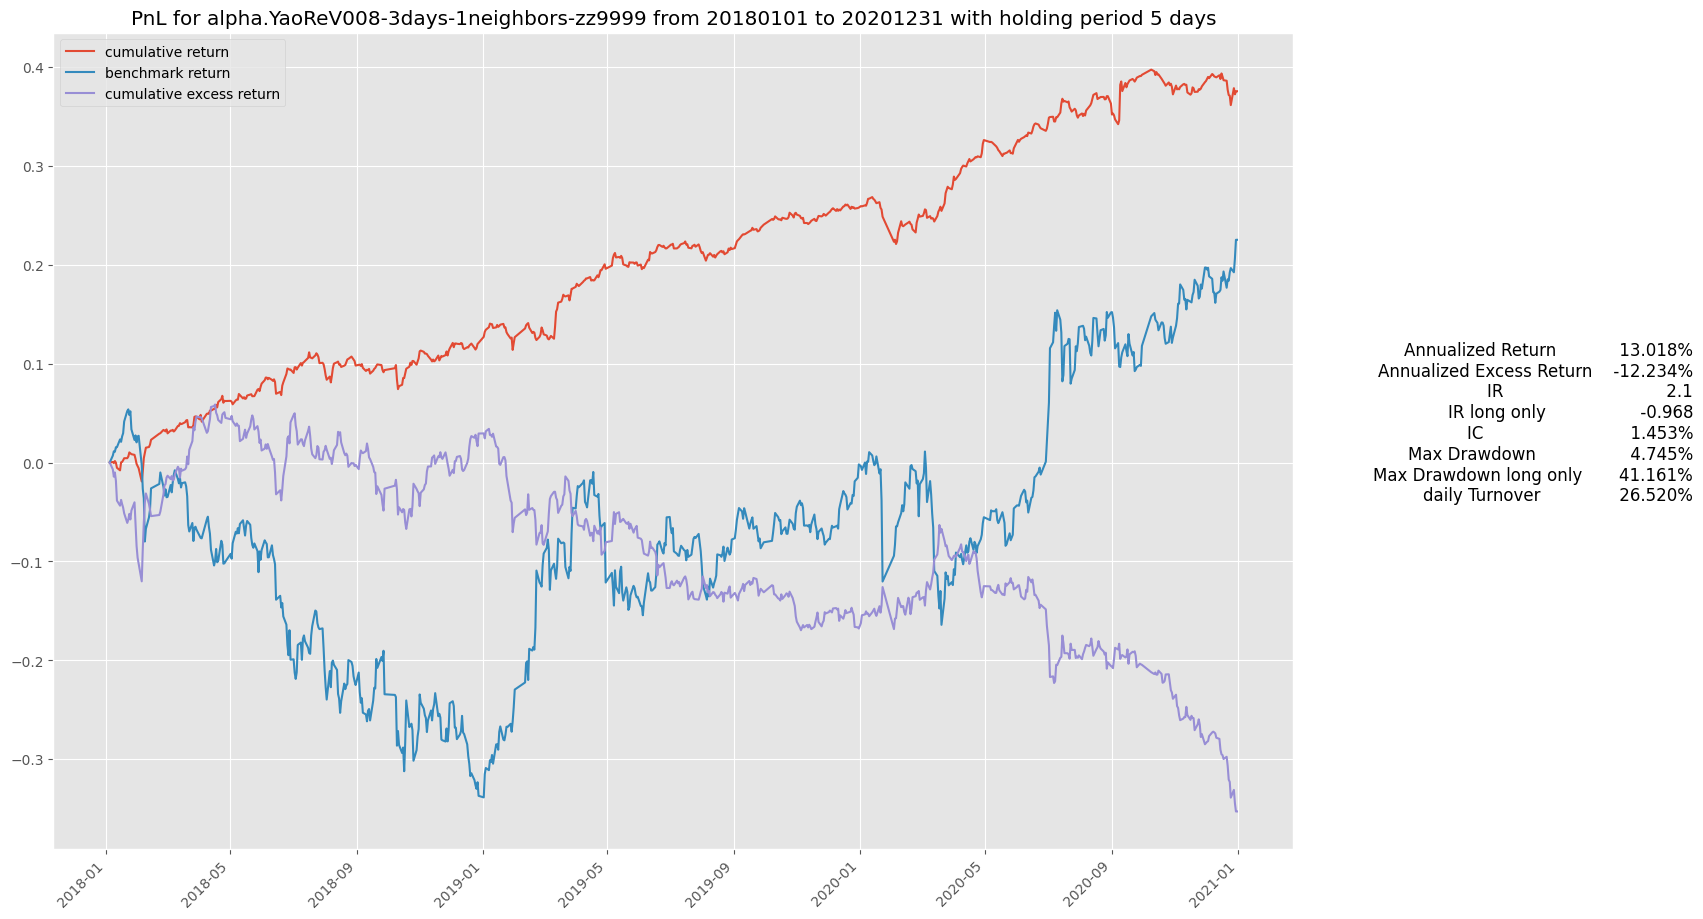 PnL for alpha.YaoReV008-3days-1neighbors-zz9999 from 20180101 to 20201231 with holding period 5 days
cumulative return
benchmark return
cumulative excess return
0.4
0.3
0.2
0.1
0.0
−0.1
−0.2
−0.3
2018-01
2018-05
2018-09
2019-01
2019-05
2019-09
2020-01
2020-05
2020-09
2021-01
Annualized Return 13.018%
Annualized Excess Return -12.234%
IR 2.1
IR long only -0.968
IC 1.453%
Max Drawdown 4.745%
Max Drawdown long only 41.161%
daily Turnover 26.520%